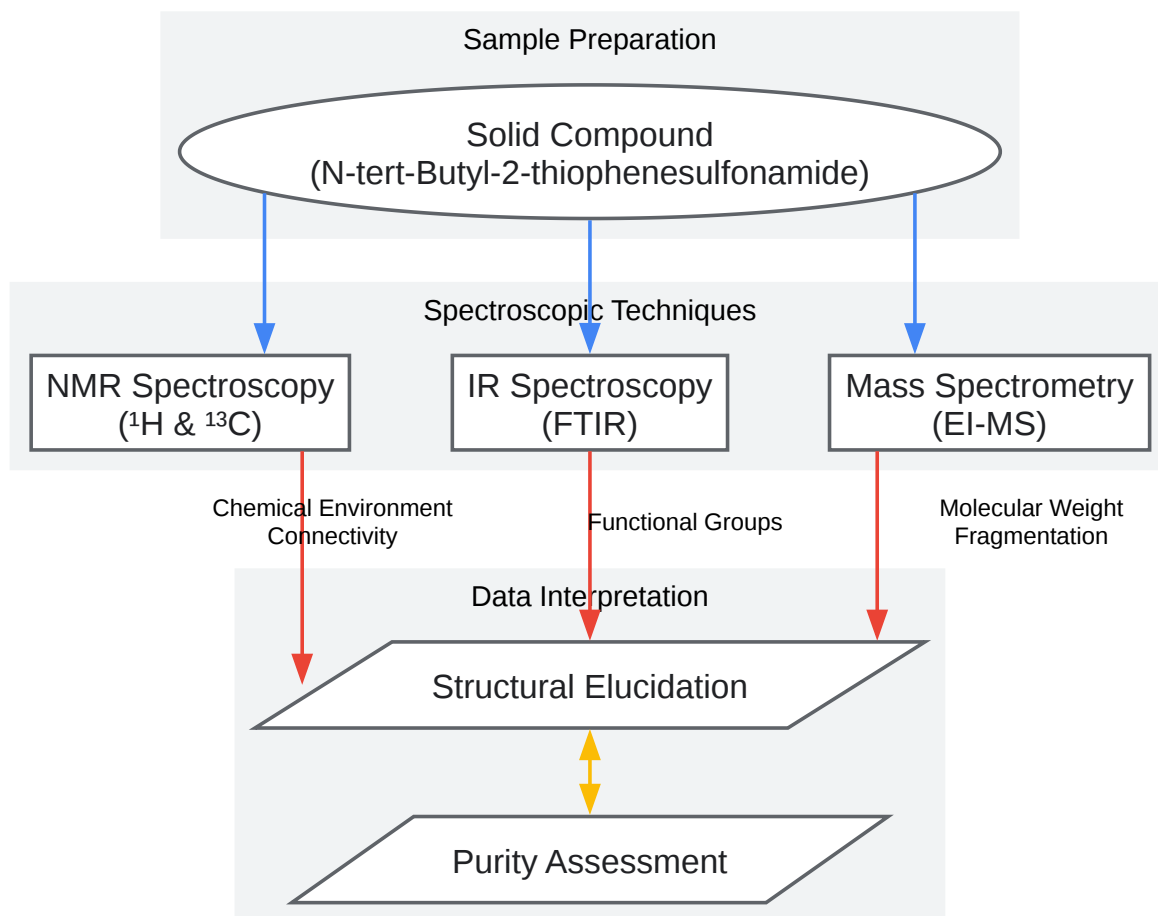 Sample Preparation
Solid Compound
(N-tert-Butyl-2-thiophenesulfonamide)
Spectroscopic Techniques
NMR Spectroscopy
(¹H & ¹³C)
IR Spectroscopy
(FTIR)
Mass Spectrometry
(EI-MS)
Chemical Environment
Connectivity
Functional Groups
Molecular Weight
Fragmentation
Data Interpretation
Structural Elucidation
Purity Assessment